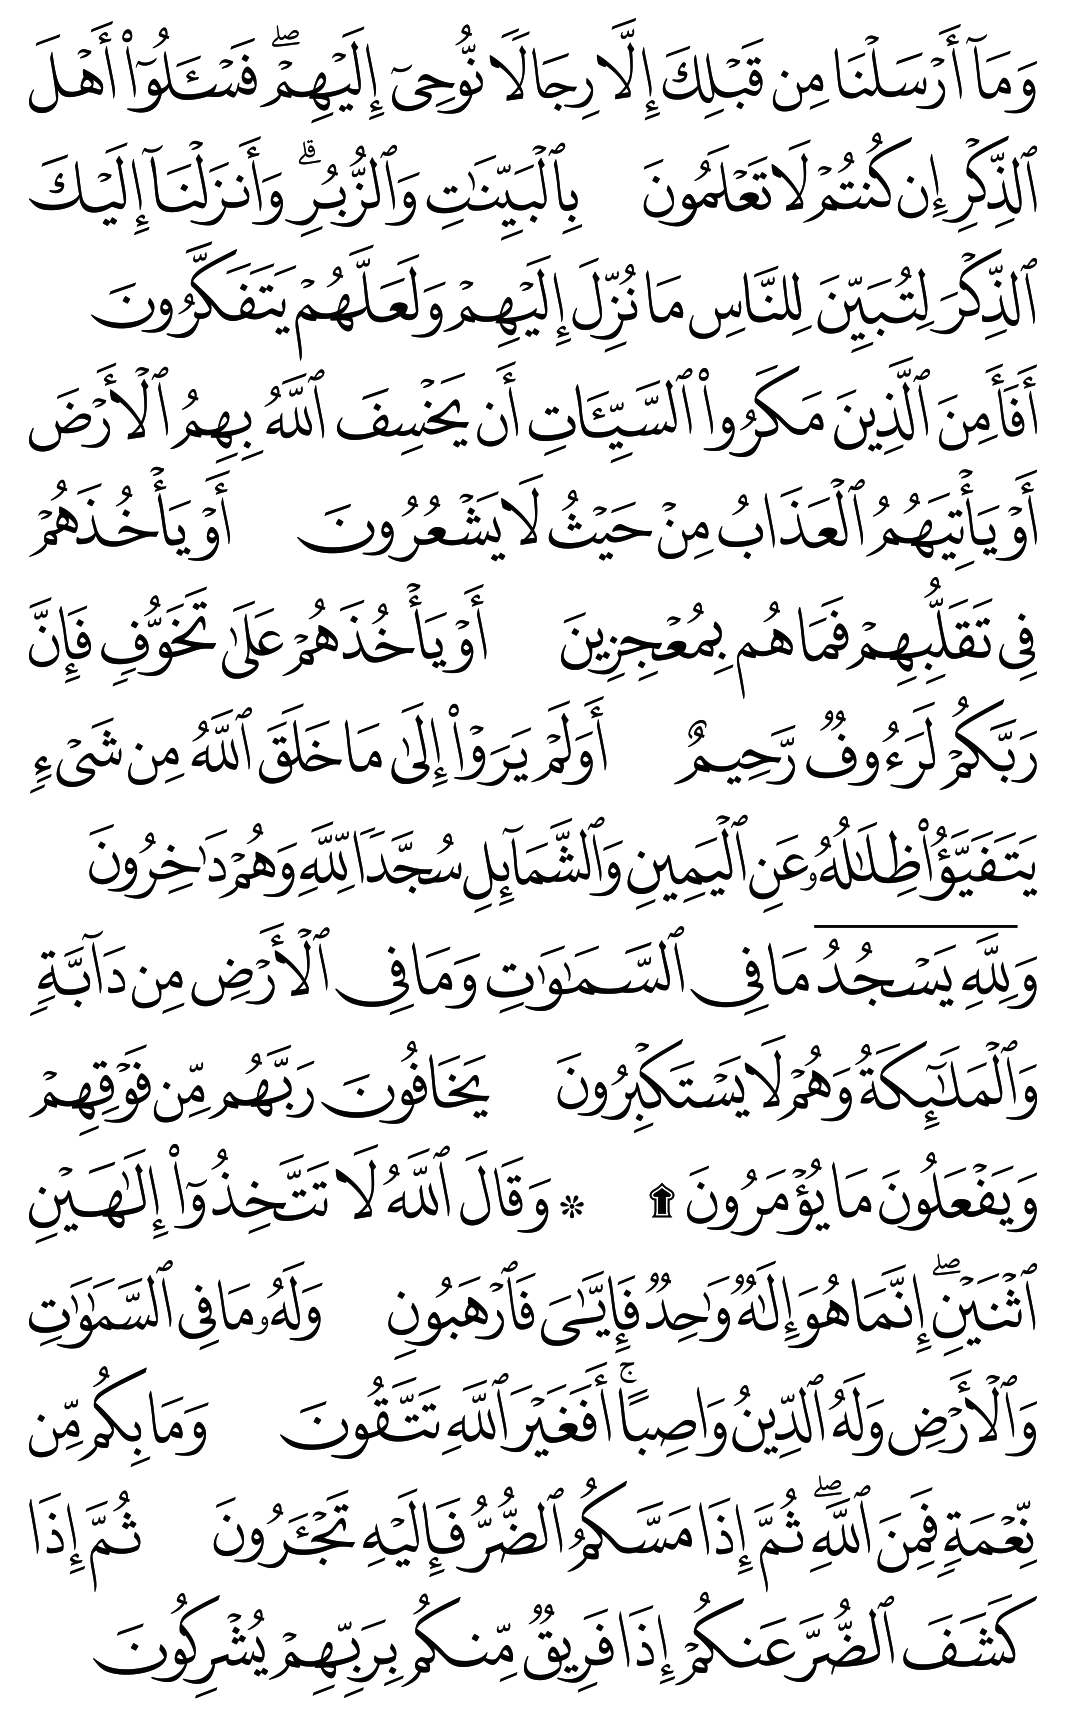 وَمَآ أَرۡسَلۡنَا مِن قَبۡلِكَ إِلَّا رِجَالٗا نُّوحِيٓ إِلَيۡهِمۡۖ فَسۡـَٔلُوٓاْ أَهۡلَ
ٱلذِّكۡرِ إِن كُنتُمۡ لَا تَعۡلَمُونَ بِٱلۡبَيِّنَٰتِ وَٱلزُّبُرِۗ وَأَنزَلۡنَآ إِلَيۡكَ
ٱلذِّكۡرَ لِتُبَيِّنَ لِلنَّاسِ مَا نُزِّلَ إِلَيۡهِمۡ وَلَعَلَّهُمۡ يَتَفَكَّرُونَ
أَفَأَمِنَ ٱلَّذِينَ مَكَرُواْ ٱلسَّيِّـَٔاتِ أَن يَخۡسِفَ ٱللَّهُ بِهِمُ ٱلۡأَرۡضَ
أَوۡ يَأۡتِيَهُمُ ٱلۡعَذَابُ مِنۡ حَيۡثُ لَا يَشۡعُرُونَ أَوۡ يَأۡخُذَهُمۡ
فِي تَقَلُّبِهِمۡ فَمَا هُم بِمُعۡجِزِينَ أَوۡ يَأۡخُذَهُمۡ عَلَىٰ تَخَوُّفٖ فَإِنَّ
رَبَّكُمۡ لَرَءُوفٞ رَّحِيمٌ أَوَلَمۡ يَرَوۡاْ إِلَىٰ مَا خَلَقَ ٱللَّهُ مِن شَيۡءٖ
يَتَفَيَّؤُاْ ظِلَٰلُهُۥ عَنِ ٱلۡيَمِينِ وَٱلشَّمَآئِلِ سُجَّدٗا لِّلَّهِ وَهُمۡ دَٰخِرُونَ
وَلِلَّهِۤ يَسۡجُدُۤ مَا فِي ٱلسَّمَٰوَٰتِ وَمَا فِي ٱلۡأَرۡضِ مِن دَآبَّةٖ
وَٱلۡمَلَٰٓئِكَةُ وَهُمۡ لَا يَسۡتَكۡبِرُونَ يَخَافُونَ رَبَّهُم مِّن فَوۡقِهِمۡ
وَيَفۡعَلُونَ مَا يُؤۡمَرُونَ ۩ ۞ وَقَالَ ٱللَّهُ لَا تَتَّخِذُوٓاْ إِلَٰهَيۡنِ
ٱثۡنَيۡنِۖ إِنَّمَا هُوَ إِلَٰهٞ وَٰحِدٞ فَإِيَّٰيَ فَٱرۡهَبُونِ وَلَهُۥ مَا فِي ٱلسَّمَٰوَٰتِ
وَٱلۡأَرۡضِ وَلَهُ ٱلدِّينُ وَاصِبًاۚ أَفَغَيۡرَ ٱللَّهِ تَتَّقُونَ وَمَا بِكُم مِّن
نِّعۡمَةٖ فَمِنَ ٱللَّهِۖ ثُمَّ إِذَا مَسَّكُمُ ٱلضُّرُّ فَإِلَيۡهِ تَجۡـَٔرُونَ ثُمَّ إِذَا
كَشَفَ ٱلضُّرَّ عَنكُمۡ إِذَا فَرِيقٞ مِّنكُم بِرَبِّهِمۡ يُشۡرِكُونَ